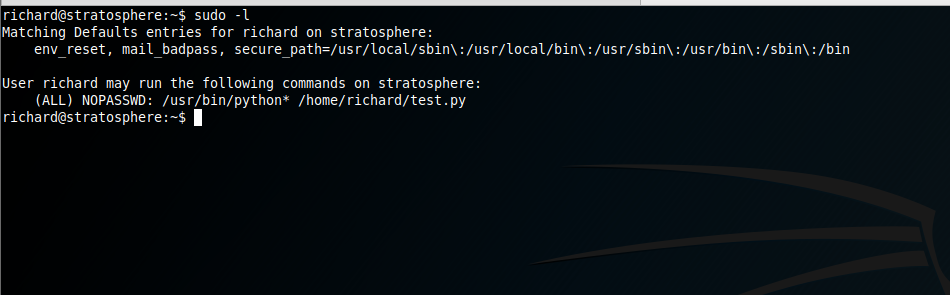 richard@stratosphere:~$ sudo -l
Matching Defaults entries for richard on stratosphere:
    env_reset, mail_badpass, secure_path=/usr/local/sbin\:/usr/local/bin\:/usr/sbin\:/usr/bin\:/sbin\:/bin

User richard may run the following commands on stratosphere:
    (ALL) NOPASSWD: /usr/bin/python* /home/richard/test.py
richard@stratosphere:~$